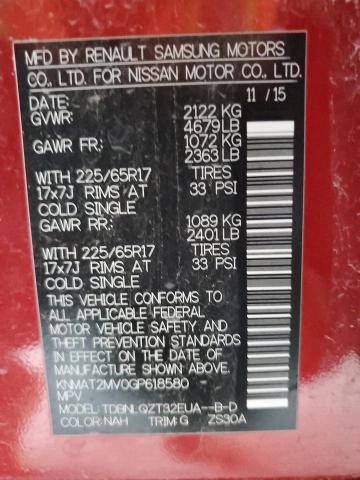 MFD BY RENAULT SAMSUNG MOTORS
CO., LTD. FOR NISSAN MOTOR CO., LTD.
DATE: 11 / 15
GVWR: 2122 KG
4679 LB
GAWR FR: 1072 KG
2363 LB
WITH 225/65R17 TIRES
17x7J RIMS AT 33 PSI
COLD SINGLE
GAWR RR: 1089 KG
2401 LB
WITH 225/65R17 TIRES
17x7J RIMS AT 33 PSI
COLD SINGLE
THIS VEHICLE CONFORMS TO
ALL APPLICABLE FEDERAL
MOTOR VEHICLE SAFETY AND
THEFT PREVENTION STANDARDS
IN EFFECT ON THE DATE OF
MANUFACTURE SHOWN ABOVE.
KNMAT2MV0GP618580
MPV
MODEL: TDBNLQZT32EUA--B-D
COLOR: NAH TRIM: G ZS30A